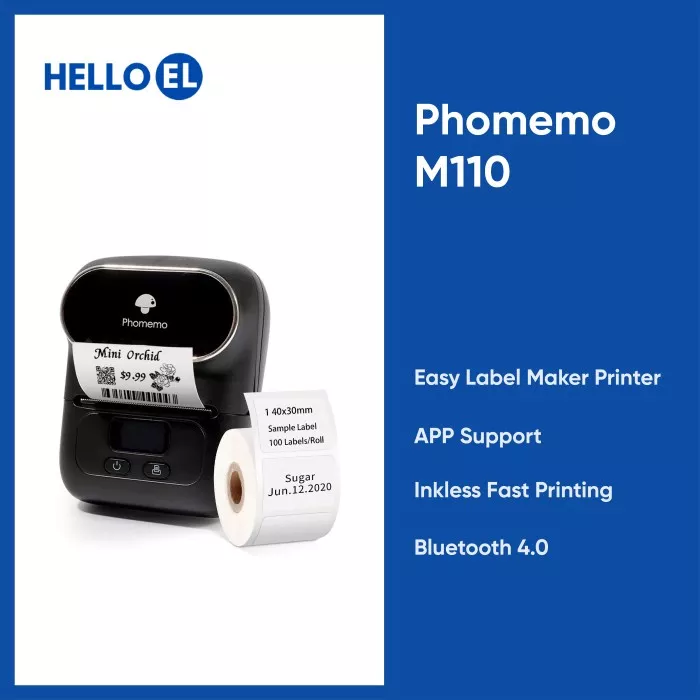 HELLO EL
Phomemo
M110
Phomemo
Mini Orchid
$9.99
1 40x30mm
Sample Label
100 Labels/Roll
Sugar
Jun.12.2020
Easy Label Maker Printer
APP Support
Inkless Fast Printing
Bluetooth 4.0